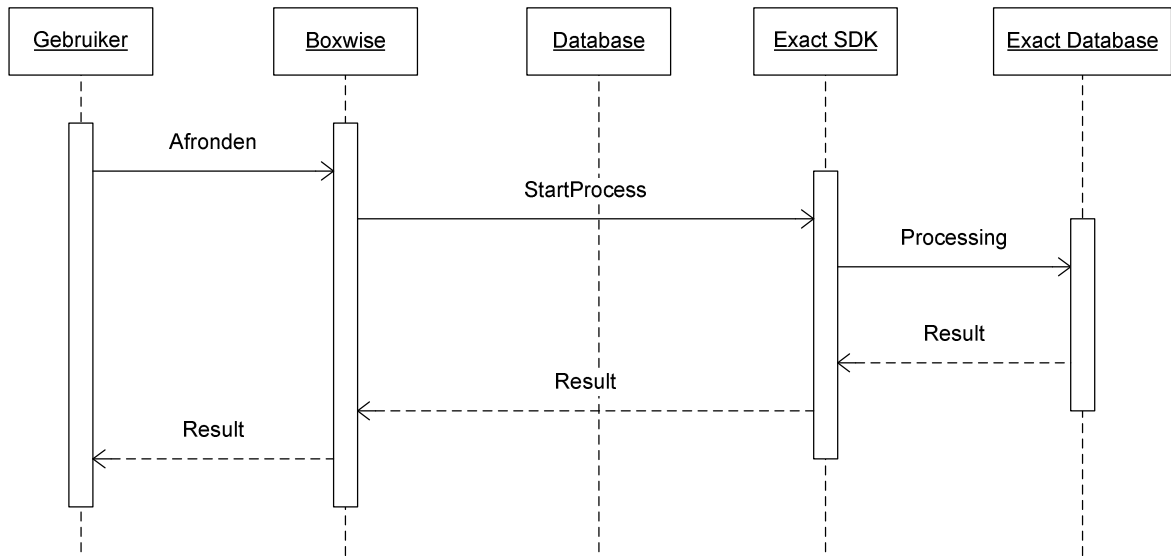 Gebruiker
Boxwise
Database
Exact SDK
Exact Database
Afronden
StartProcess
Processing
Result
Result
Result